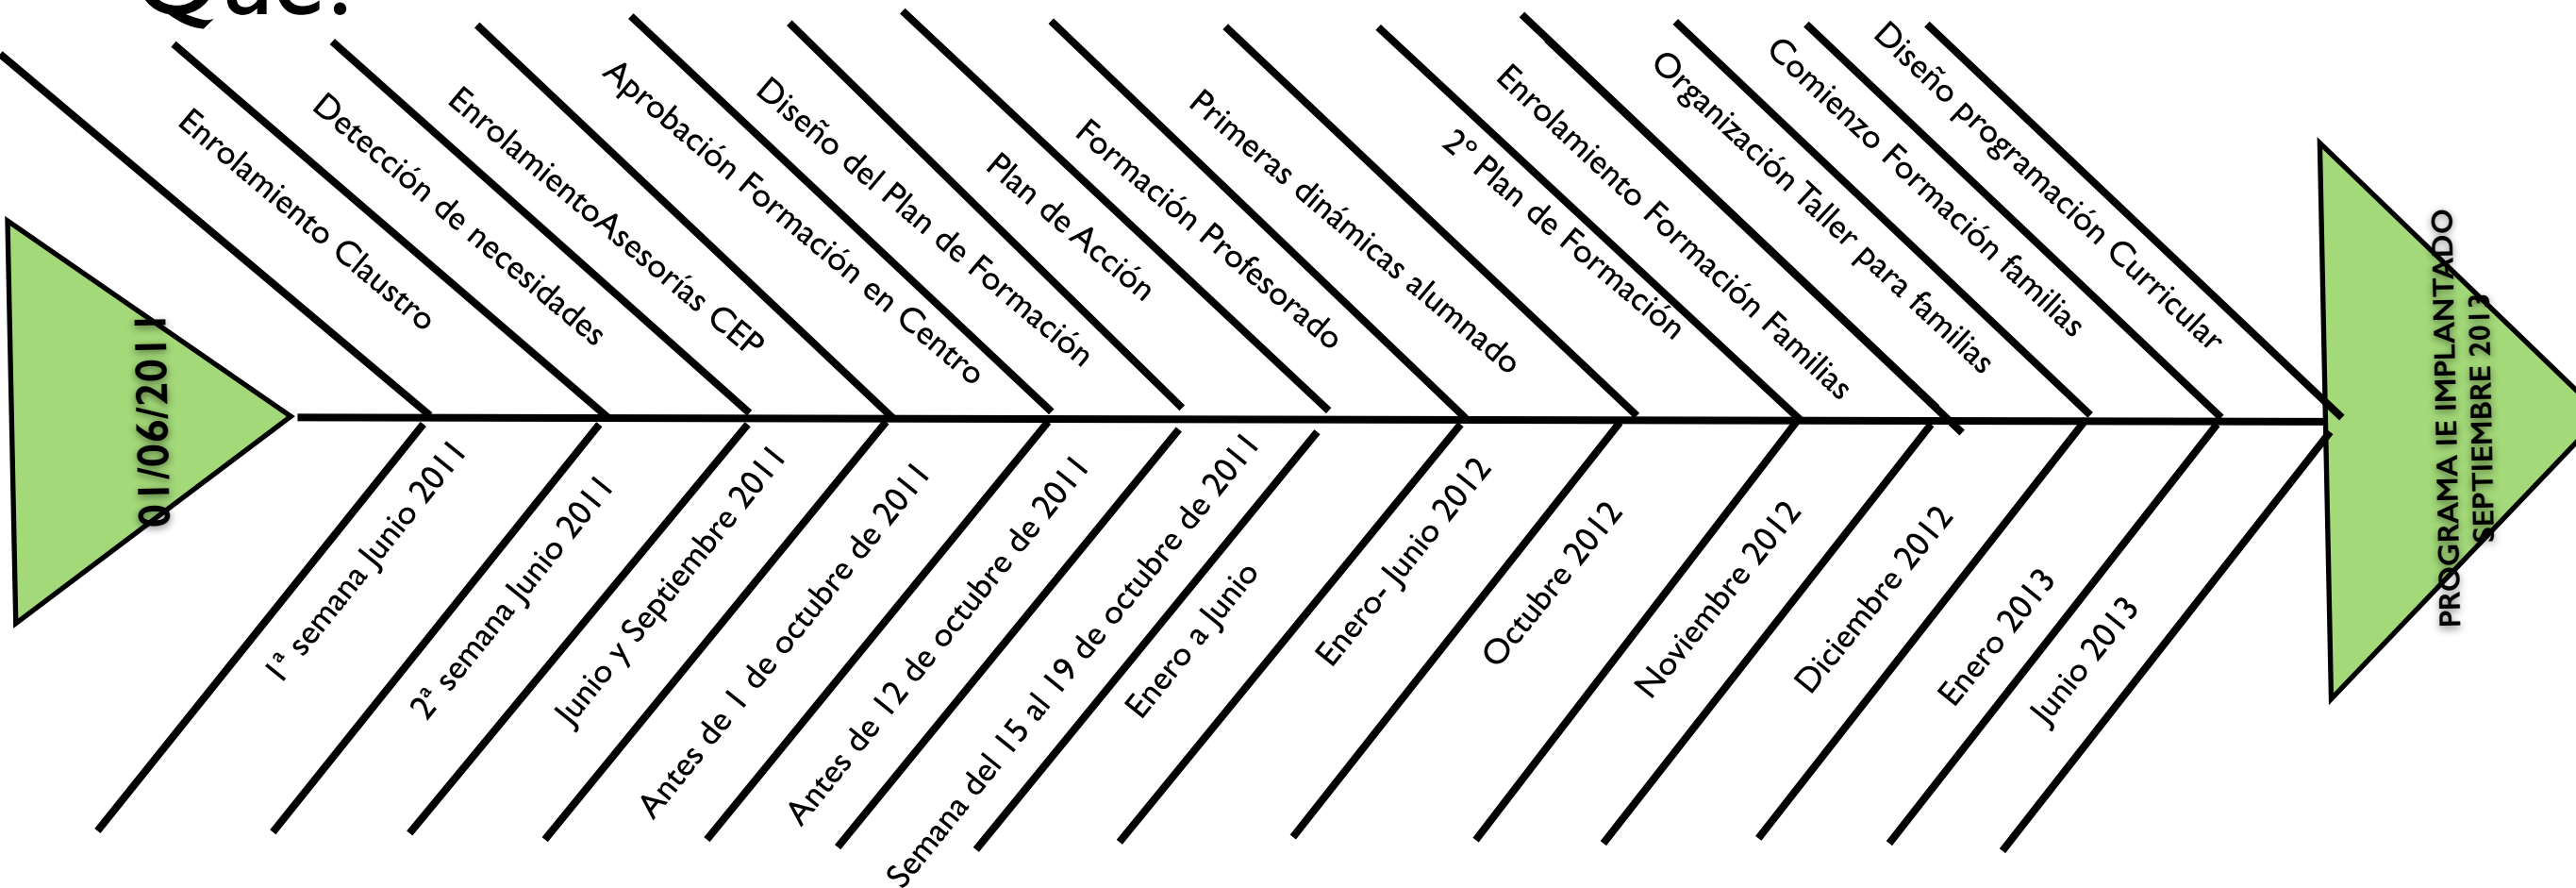 Qué?
Enrolamiento Claustro
Detección de necesidades
EnrolamientoAsesorías CEP
Aprobación Formación en Centro
Diseño del Plan de Formación
Plan de Acción
Formación Profesorado
Primeras dinámicas alumnado
2º Plan de Formación
Enrolamiento Formación Familias
Organización Taller para familias
Comienzo Formación familias
Diseño programación Curricular
01/06/2011
PROGRAMA IE IMPLANTADO
SEPTIEMBRE 2013
1ª semana Junio 2011
2ª semana Junio 2011
Junio y Septiembre 2011
Antes de 1 de octubre de 2011
Antes de 12 de octubre de 2011
Semana del 15 al 19 de octubre de 2011
Enero a Junio
Enero- Junio 2012
Octubre 2012
Noviembre 2012
Diciembre 2012
Enero 2013
Junio 2013